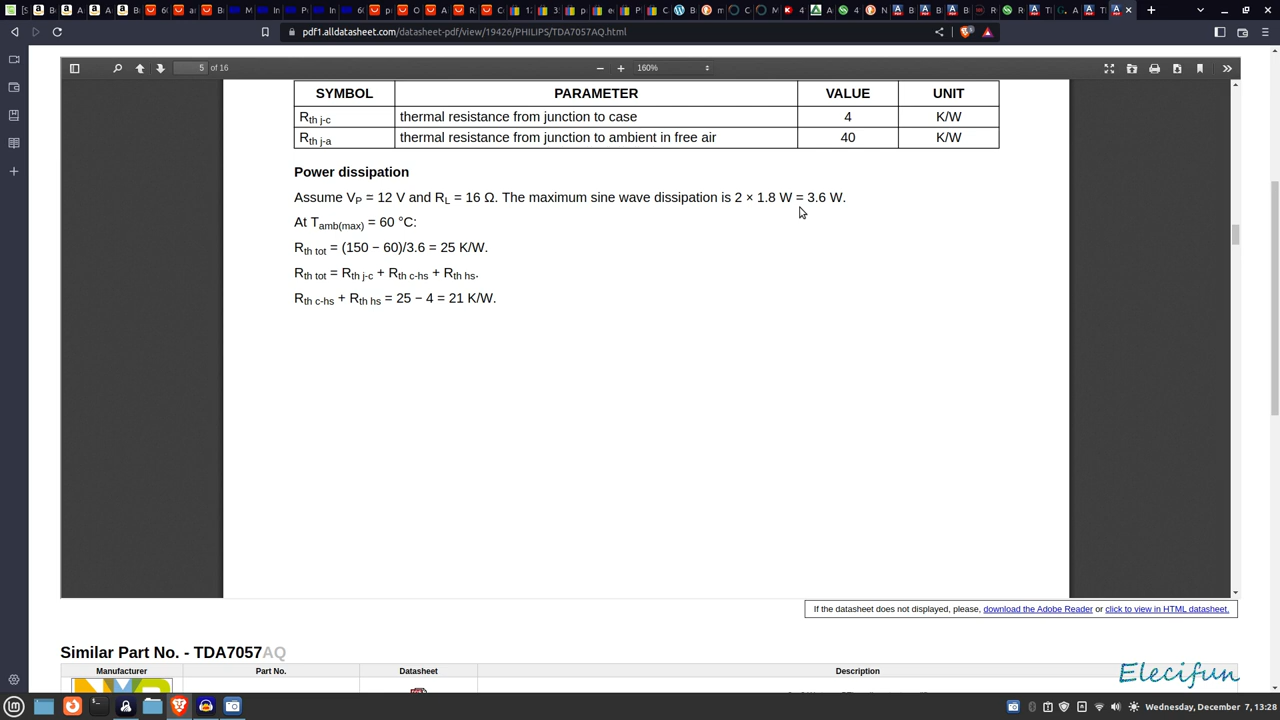 pdf1.alldatasheet.com/datasheet-pdf/view/19426/PHILIPS/TDA7057AQ.html
5 of 16
160%
SYMBOL PARAMETER VALUE UNIT
Rth j-c thermal resistance from junction to case 4 K/W
Rth j-a thermal resistance from junction to ambient in free air 40 K/W
Power dissipation
Assume VP = 12 V and RL = 16 Ω. The maximum sine wave dissipation is 2 × 1.8 W = 3.6 W.
At Tamb(max) = 60 °C:
Rth tot = (150 − 60)/3.6 = 25 K/W.
Rth tot = Rth j-c + Rth c-hs + Rth hs.
Rth c-hs + Rth hs = 25 − 4 = 21 K/W.
If the datasheet does not displayed, please, download the Adobe Reader or click to view in HTML datasheet.
Similar Part No. - TDA7057AQ
Manufacturer Part No. Datasheet Description
Elecifun
Wednesday, December 7, 13:28